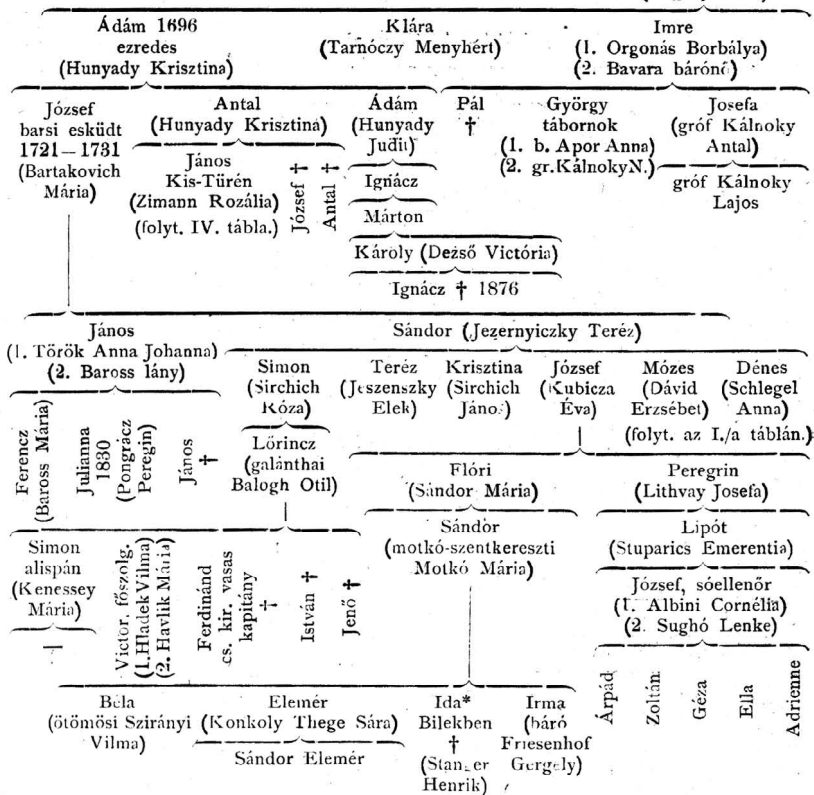 Ádám 1696
ezredes
(Hunyady Krisztina)
Klára
(Tarnóczy Menyhért)
Imre
(1. Orgonás Borbálya)
(2. Bavara bárónő)
József
barsi esküdt
1721—1731
(Bartakovich
Mária)
Antal
(Hunyady Krisztina)
János
Kis-Türén
(Zimann Rozália)
(folyt. IV. tábla.)
József †
Antal †
Ádám
(Hunyady
Judit)
Ignácz
Márton
Károly (Dezső Victória)
Ignácz † 1876
Pál
†
György
tábornok
(1. b. Apor Anna)
(2. gr. Kálnoky N.)
Josefa
(gróf Kálnoky
Antal)
gróf Kálnoky
Lajos
János
(1. Török Anna Johanna)
(2. Baross lány)
Sándor (Jezernyiczky Teréz)
Ferencz
(Baross Mária)
Julianna
1830
(Pongrácz
Peregin)
János
†
Simon
(Sirchich
Róza)
Teréz
(Jeszenszky
Elek)
Krisztina
(Sirchich
János)
József
(Kubicza
Éva)
Mózes
(Dávid
Erzsébet)
Dénes
(Schlegel
Anna)
(folyt. az I./a táblán.)
Lőrincz
(galánthai
Balogh Otil)
Flóri
(Sándor Mária)
Peregrin
(Lithvay Josefa)
Simon
alispán
(Kenessey
Mária)
Victor. főszolg.
(1. Hladek Vilma)
(2. Havlik Mária)
Ferdinánd
cs. kir. vasas
kapitány
†
István †
Jenő †
Sándor
(motkó-szentkereszti
Motkó Mária)
Lipót
(Stuparics Emerentia)
József, sóellenőr
(1. Albini Cornélia)
(2. Sughó Lenke)
Árpád
Zoltán
Géza
Ella
Adrienne
Béla
(ötömösi Szirányi
Vilma)
Elemér
(Konkoly Thege Sára)
Sándor Elemér
Ida*
Bilekben
†
Henrik)
Irma
(báró
Friesenhof
Gergely)